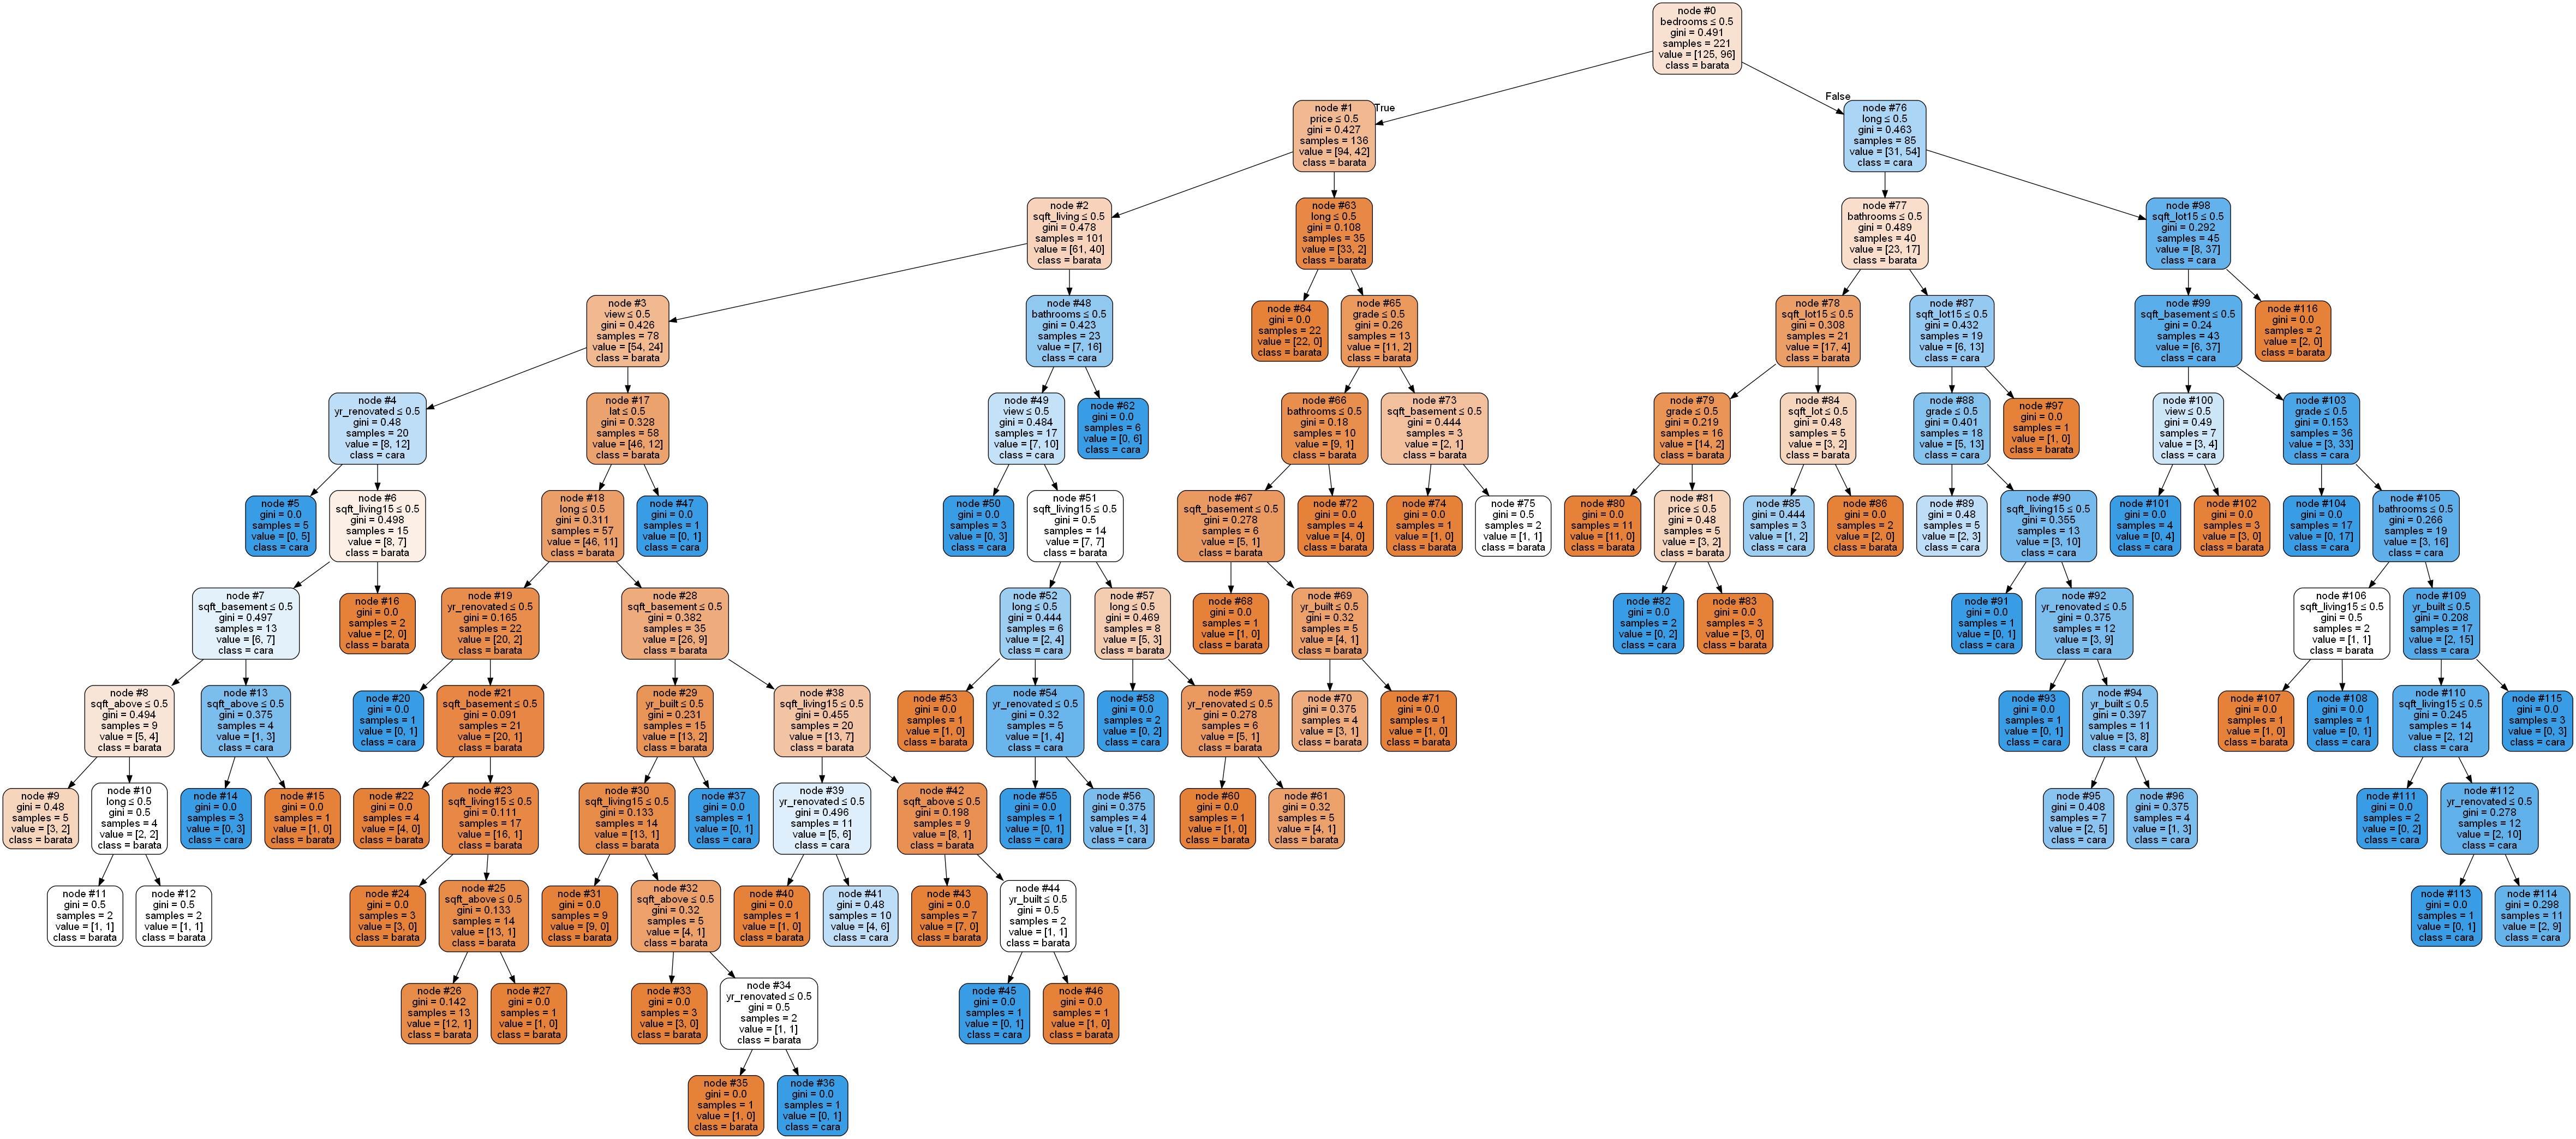 node #0
bedrooms ≤ 0.5
gini = 0.491
samples = 221
value = [125, 96]
class = barata
True
False
node #1
price ≤ 0.5
gini = 0.427
samples = 136
value = [94, 42]
class = barata
node #76
long ≤ 0.5
gini = 0.463
samples = 85
value = [31, 54]
class = cara
node #2
sqft_living ≤ 0.5
gini = 0.478
samples = 101
value = [61, 40]
class = barata
node #63
long ≤ 0.5
gini = 0.108
samples = 35
value = [33, 2]
class = barata
node #77
bathrooms ≤ 0.5
gini = 0.489
samples = 40
value = [23, 17]
class = barata
node #98
sqft_lot15 ≤ 0.5
gini = 0.292
samples = 45
value = [8, 37]
class = cara
node #3
view ≤ 0.5
gini = 0.426
samples = 78
value = [54, 24]
class = barata
node #48
bathrooms ≤ 0.5
gini = 0.423
samples = 23
value = [7, 16]
class = cara
node #64
gini = 0.0
samples = 22
value = [22, 0]
class = barata
node #65
grade ≤ 0.5
gini = 0.26
samples = 13
value = [11, 2]
class = barata
node #78
sqft_lot15 ≤ 0.5
gini = 0.308
samples = 21
value = [17, 4]
class = barata
node #87
sqft_lot15 ≤ 0.5
gini = 0.432
samples = 19
value = [6, 13]
class = cara
node #99
sqft_basement ≤ 0.5
gini = 0.24
samples = 43
value = [6, 37]
class = cara
node #116
gini = 0.0
samples = 2
value = [2, 0]
class = barata
node #4
yr_renovated ≤ 0.5
gini = 0.48
samples = 20
value = [8, 12]
class = cara
node #17
lat ≤ 0.5
gini = 0.328
samples = 58
value = [46, 12]
class = barata
node #49
view ≤ 0.5
gini = 0.484
samples = 17
value = [7, 10]
class = cara
node #62
gini = 0.0
samples = 6
value = [0, 6]
class = cara
node #66
bathrooms ≤ 0.5
gini = 0.18
samples = 10
value = [9, 1]
class = barata
node #73
sqft_basement ≤ 0.5
gini = 0.444
samples = 3
value = [2, 1]
class = barata
node #79
grade ≤ 0.5
gini = 0.219
samples = 16
value = [14, 2]
class = barata
node #84
sqft_lot ≤ 0.5
gini = 0.48
samples = 5
value = [3, 2]
class = barata
node #88
grade ≤ 0.5
gini = 0.401
samples = 18
value = [5, 13]
class = cara
node #97
gini = 0.0
samples = 1
value = [1, 0]
class = barata
node #100
view ≤ 0.5
gini = 0.49
samples = 7
value = [3, 4]
class = cara
node #103
grade ≤ 0.5
gini = 0.153
samples = 36
value = [3, 33]
class = cara
node #5
gini = 0.0
samples = 5
value = [0, 5]
class = cara
node #6
sqft_living15 ≤ 0.5
gini = 0.498
samples = 15
value = [8, 7]
class = barata
node #18
long ≤ 0.5
gini = 0.311
samples = 57
value = [46, 11]
class = barata
node #47
gini = 0.0
samples = 1
value = [0, 1]
class = cara
node #50
gini = 0.0
samples = 3
value = [0, 3]
class = cara
node #51
sqft_living15 ≤ 0.5
gini = 0.5
samples = 14
value = [7, 7]
class = barata
node #67
sqft_basement ≤ 0.5
gini = 0.278
samples = 6
value = [5, 1]
class = barata
node #72
gini = 0.0
samples = 4
value = [4, 0]
class = barata
node #74
gini = 0.0
samples = 1
value = [1, 0]
class = barata
node #75
gini = 0.5
samples = 2
value = [1, 1]
class = barata
node #80
gini = 0.0
samples = 11
value = [11, 0]
class = barata
node #81
price ≤ 0.5
gini = 0.48
samples = 5
value = [3, 2]
class = barata
node #85
gini = 0.444
samples = 3
value = [1, 2]
class = cara
node #86
gini = 0.0
samples = 2
value = [2, 0]
class = barata
node #89
gini = 0.48
samples = 5
value = [2, 3]
class = cara
node #90
sqft_living15 ≤ 0.5
gini = 0.355
samples = 13
value = [3, 10]
class = cara
node #101
gini = 0.0
samples = 4
value = [0, 4]
class = cara
node #102
gini = 0.0
samples = 3
value = [3, 0]
class = barata
node #104
gini = 0.0
samples = 17
value = [0, 17]
class = cara
node #105
bathrooms ≤ 0.5
gini = 0.266
samples = 19
value = [3, 16]
class = cara
node #7
sqft_basement ≤ 0.5
gini = 0.497
samples = 13
value = [6, 7]
class = cara
node #16
gini = 0.0
samples = 2
value = [2, 0]
class = barata
node #19
yr_renovated ≤ 0.5
gini = 0.165
samples = 22
value = [20, 2]
class = barata
node #28
sqft_basement ≤ 0.5
gini = 0.382
samples = 35
value = [26, 9]
class = barata
node #52
long ≤ 0.5
gini = 0.444
samples = 6
value = [2, 4]
class = cara
node #57
long ≤ 0.5
gini = 0.469
samples = 8
value = [5, 3]
class = barata
node #68
gini = 0.0
samples = 1
value = [1, 0]
class = barata
node #69
yr_built ≤ 0.5
gini = 0.32
samples = 5
value = [4, 1]
class = barata
node #82
gini = 0.0
samples = 2
value = [0, 2]
class = cara
node #83
gini = 0.0
samples = 3
value = [3, 0]
class = barata
node #91
gini = 0.0
samples = 1
value = [0, 1]
class = cara
node #92
yr_renovated ≤ 0.5
gini = 0.375
samples = 12
value = [3, 9]
class = cara
node #106
sqft_living15 ≤ 0.5
gini = 0.5
samples = 2
value = [1, 1]
class = barata
node #109
yr_built ≤ 0.5
gini = 0.208
samples = 17
value = [2, 15]
class = cara
node #8
sqft_above ≤ 0.5
gini = 0.494
samples = 9
value = [5, 4]
class = barata
node #13
sqft_above ≤ 0.5
gini = 0.375
samples = 4
value = [1, 3]
class = cara
node #20
gini = 0.0
samples = 1
value = [0, 1]
class = cara
node #21
sqft_basement ≤ 0.5
gini = 0.091
samples = 21
value = [20, 1]
class = barata
node #29
yr_built ≤ 0.5
gini = 0.231
samples = 15
value = [13, 2]
class = barata
node #38
sqft_living15 ≤ 0.5
gini = 0.455
samples = 20
value = [13, 7]
class = barata
node #53
gini = 0.0
samples = 1
value = [1, 0]
class = barata
node #54
yr_renovated ≤ 0.5
gini = 0.32
samples = 5
value = [1, 4]
class = cara
node #58
gini = 0.0
samples = 2
value = [0, 2]
class = cara
node #59
yr_renovated ≤ 0.5
gini = 0.278
samples = 6
value = [5, 1]
class = barata
node #70
gini = 0.375
samples = 4
value = [3, 1]
class = barata
node #71
gini = 0.0
samples = 1
value = [1, 0]
class = barata
node #93
gini = 0.0
samples = 1
value = [0, 1]
class = cara
node #94
yr_built ≤ 0.5
gini = 0.397
samples = 11
value = [3, 8]
class = cara
node #107
gini = 0.0
samples = 1
value = [1, 0]
class = barata
node #108
gini = 0.0
samples = 1
value = [0, 1]
class = cara
node #110
sqft_living15 ≤ 0.5
gini = 0.245
samples = 14
value = [2, 12]
class = cara
node #115
gini = 0.0
samples = 3
value = [0, 3]
class = cara
node #9
gini = 0.48
samples = 5
value = [3, 2]
class = barata
node #10
long ≤ 0.5
gini = 0.5
samples = 4
value = [2, 2]
class = barata
node #14
gini = 0.0
samples = 3
value = [0, 3]
class = cara
node #15
gini = 0.0
samples = 1
value = [1, 0]
class = barata
node #22
gini = 0.0
samples = 4
value = [4, 0]
class = barata
node #23
sqft_living15 ≤ 0.5
gini = 0.111
samples = 17
value = [16, 1]
class = barata
node #30
sqft_living15 ≤ 0.5
gini = 0.133
samples = 14
value = [13, 1]
class = barata
node #37
gini = 0.0
samples = 1
value = [0, 1]
class = cara
node #39
yr_renovated ≤ 0.5
gini = 0.496
samples = 11
value = [5, 6]
class = cara
node #42
sqft_above ≤ 0.5
gini = 0.198
samples = 9
value = [8, 1]
class = barata
node #55
gini = 0.0
samples = 1
value = [0, 1]
class = cara
node #56
gini = 0.375
samples = 4
value = [1, 3]
class = cara
node #60
gini = 0.0
samples = 1
value = [1, 0]
class = barata
node #61
gini = 0.32
samples = 5
value = [4, 1]
class = barata
node #95
gini = 0.408
samples = 7
value = [2, 5]
class = cara
node #96
gini = 0.375
samples = 4
value = [1, 3]
class = cara
node #111
gini = 0.0
samples = 2
value = [0, 2]
class = cara
node #112
yr_renovated ≤ 0.5
gini = 0.278
samples = 12
value = [2, 10]
class = cara
node #11
gini = 0.5
samples = 2
value = [1, 1]
class = barata
node #12
gini = 0.5
samples = 2
value = [1, 1]
class = barata
node #24
gini = 0.0
samples = 3
value = [3, 0]
class = barata
node #25
sqft_above ≤ 0.5
gini = 0.133
samples = 14
value = [13, 1]
class = barata
node #31
gini = 0.0
samples = 9
value = [9, 0]
class = barata
node #32
sqft_above ≤ 0.5
gini = 0.32
samples = 5
value = [4, 1]
class = barata
node #40
gini = 0.0
samples = 1
value = [1, 0]
class = barata
node #41
gini = 0.48
samples = 10
value = [4, 6]
class = cara
node #43
gini = 0.0
samples = 7
value = [7, 0]
class = barata
node #44
yr_built ≤ 0.5
gini = 0.5
samples = 2
value = [1, 1]
class = barata
node #113
gini = 0.0
samples = 1
value = [0, 1]
class = cara
node #114
gini = 0.298
samples = 11
value = [2, 9]
class = cara
node #26
gini = 0.142
samples = 13
value = [12, 1]
class = barata
node #27
gini = 0.0
samples = 1
value = [1, 0]
class = barata
node #33
gini = 0.0
samples = 3
value = [3, 0]
class = barata
node #34
yr_renovated ≤ 0.5
gini = 0.5
samples = 2
value = [1, 1]
class = barata
node #45
gini = 0.0
samples = 1
value = [0, 1]
class = cara
node #46
gini = 0.0
samples = 1
value = [1, 0]
class = barata
node #35
gini = 0.0
samples = 1
value = [1, 0]
class = barata
node #36
gini = 0.0
samples = 1
value = [0, 1]
class = cara